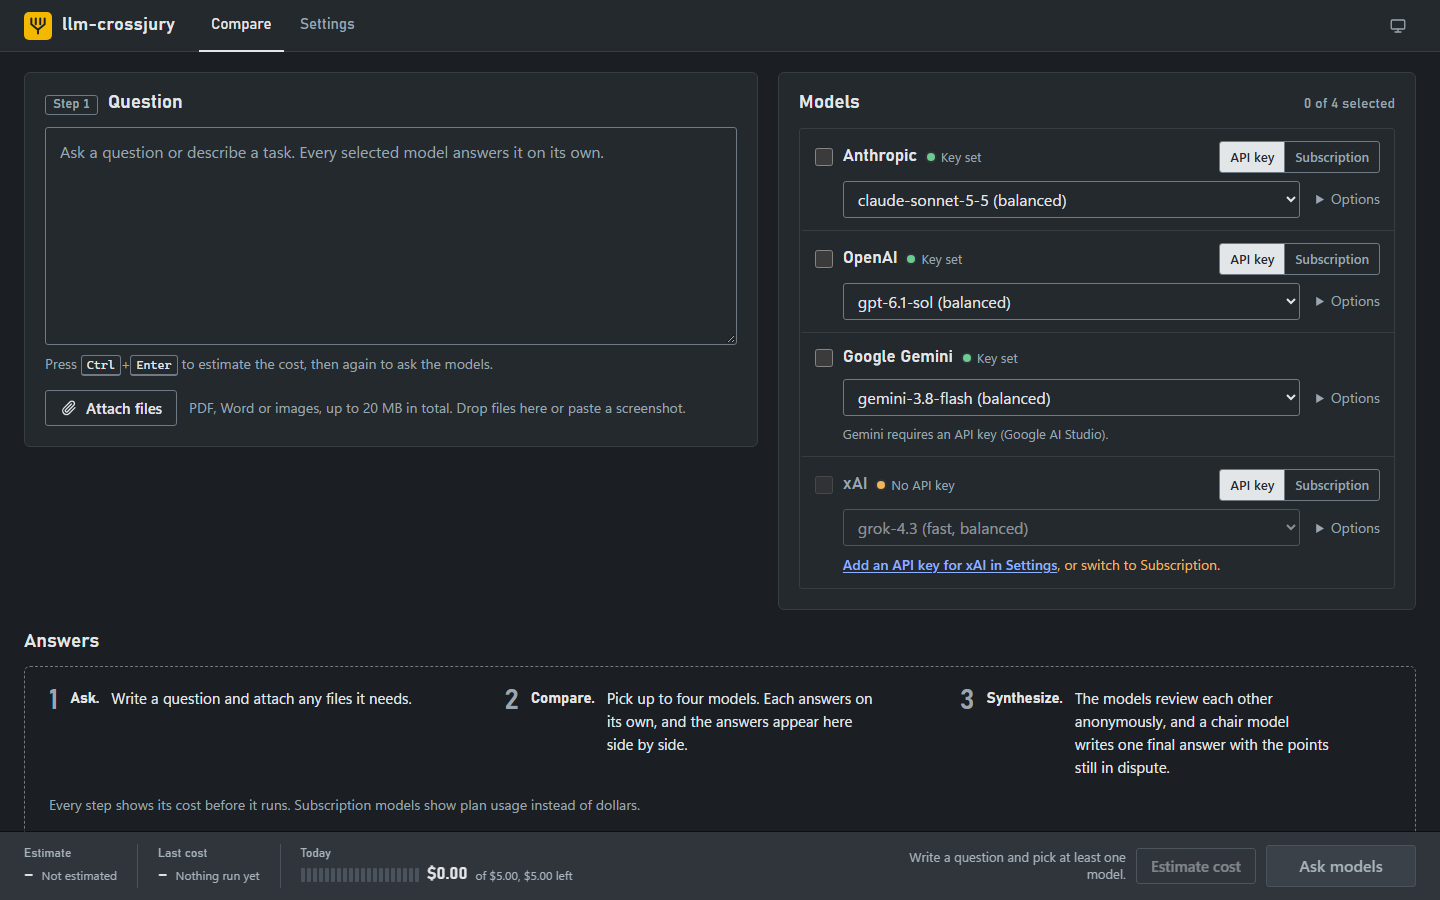 llm-crossjury
Compare
Settings
Step 1
Question
Ask a question or describe a task. Every selected model answers it on its own.
Press Ctrl+Enter to estimate the cost, then again to ask the models.
Attach files
PDF, Word or images, up to 20 MB in total. Drop files here or paste a screenshot.
Models
0 of 4 selected
Anthropic
Key set
API key
Subscription
claude-sonnet-5-5 (balanced)
Options
OpenAI
Key set
API key
Subscription
gpt-6.1-sol (balanced)
Options
Google Gemini
Key set
gemini-3.8-flash (balanced)
Options
Gemini requires an API key (Google AI Studio).
xAI
No API key
API key
Subscription
grok-4.3 (fast, balanced)
Options
Add an API key for xAI in Settings, or switch to Subscription.
Answers
1 Ask. Write a question and attach any files it needs.
2 Compare. Pick up to four models. Each answers on
its own, and the answers appear here
side by side.
3 Synthesize. The models review each other
anonymously, and a chair model
writes one final answer with the points
still in dispute.
Every step shows its cost before it runs. Subscription models show plan usage instead of dollars.
Estimate
– Not estimated
Last cost
– Nothing run yet
Today
$0.00 of $5.00, $5.00 left
Write a question and pick at least one
model.
Estimate cost
Ask models